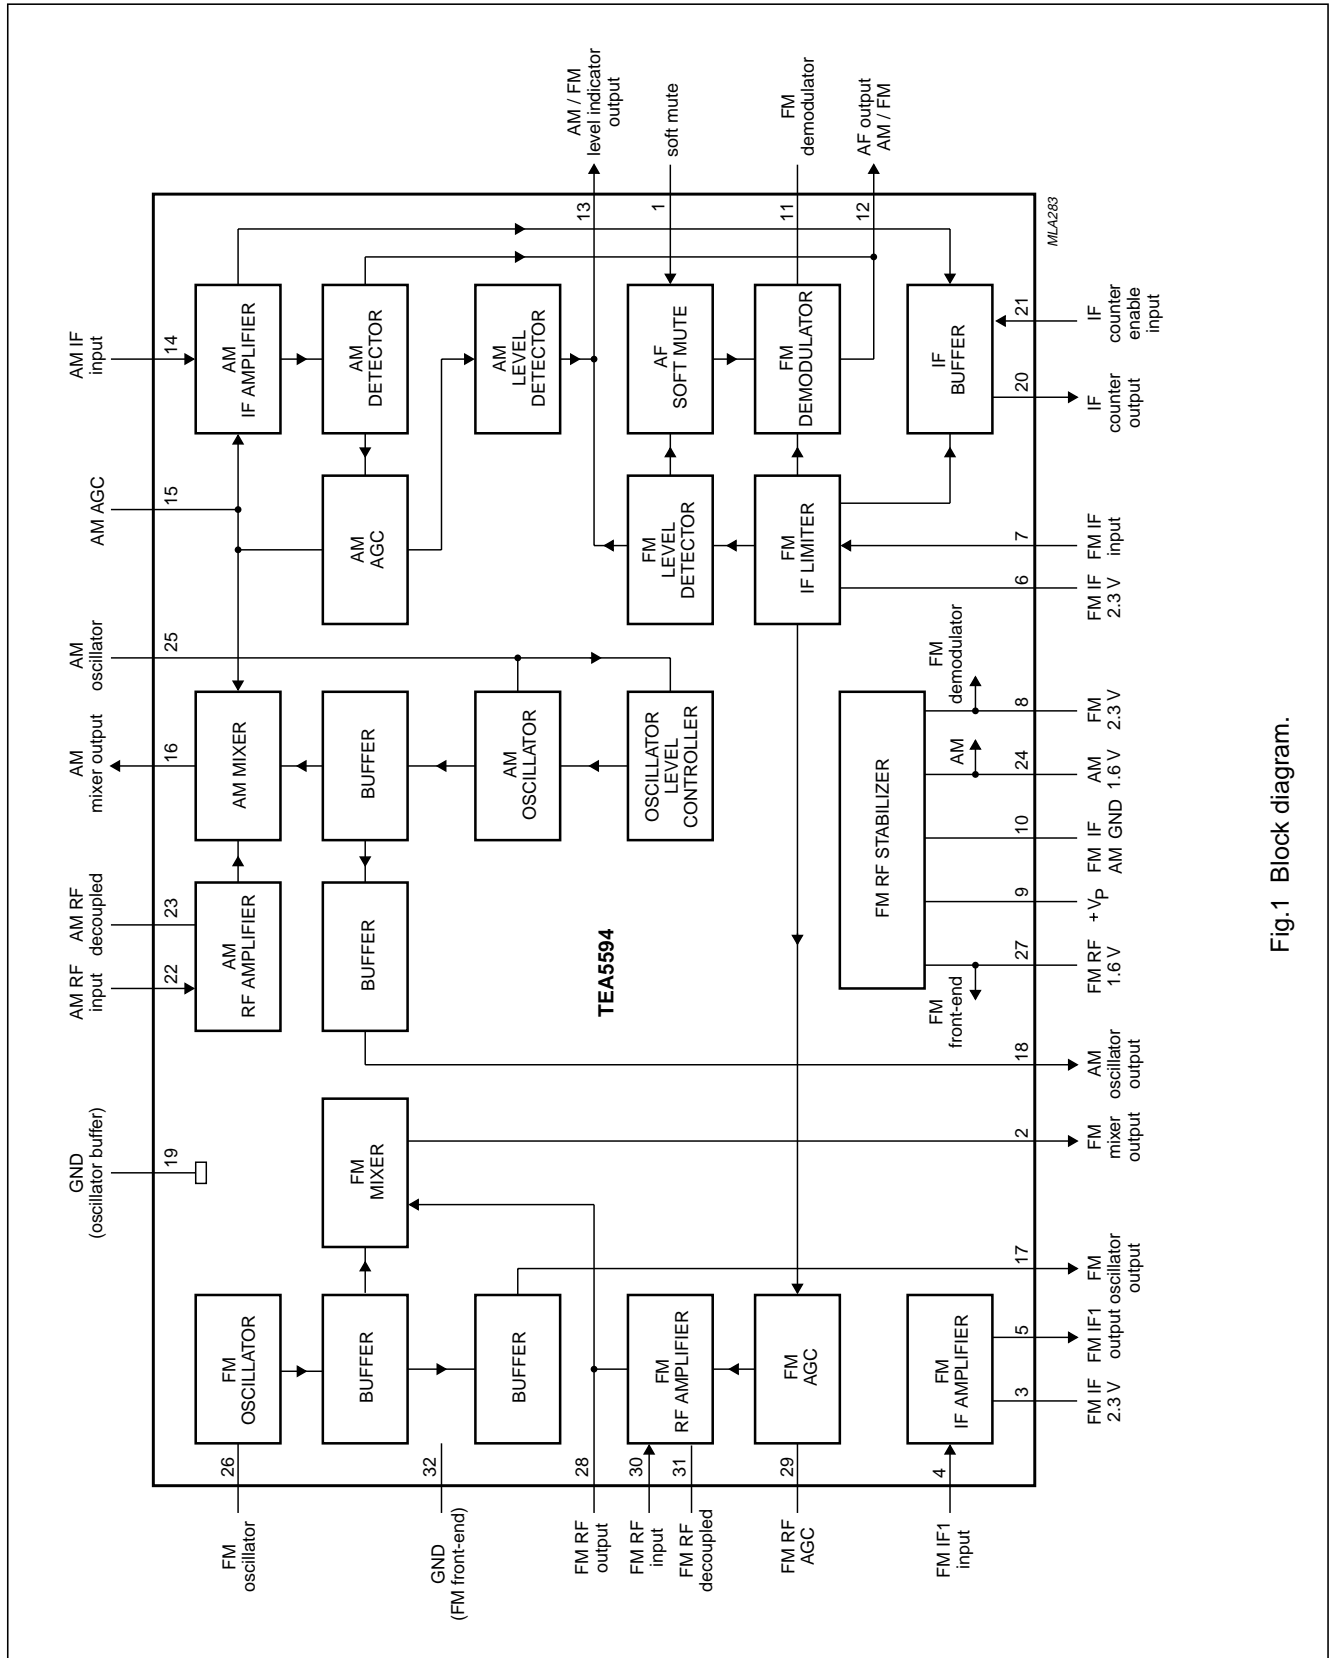 AM IF
input
14
AM AGC
15
AM
oscillator
25
AM
mixer output
16
AM RF
decoupled
23
AM RF
input
22
GND
(oscillator buffer)
19
FM
oscillator
26
GND
(FM front-end)
32
FM RF
output
28
FM RF
input
30
FM RF
decoupled
31
FM RF
AGC
29
FM IF1
input
4
AM / FM
level indicator
output
13
soft mute
1
FM
demodulator
11
AF output
AM / FM
12
FM
OSCILLATOR
BUFFER
BUFFER
FM
MIXER
FM
RF AMPLIFIER
FM
AGC
FM
IF AMPLIFIER
AM
RF AMPLIFIER
AM MIXER
BUFFER
BUFFER
AM
OSCILLATOR
OSCILLATOR
LEVEL
CONTROLLER
TEA5594
AM
IF AMPLIFIER
AM
DETECTOR
AM
AGC
AM
LEVEL
DETECTOR
AF
SOFT MUTE
FM
LEVEL
DETECTOR
FM
DEMODULATOR
FM
IF LIMITER
IF
BUFFER
FM RF STABILIZER
FM
front-end
AM
FM
demodulator
3
FM IF
2.3 V
5
FM IF1
output
17
FM
oscillator
output
2
FM
mixer
output
18
AM
oscillator
output
27
FM RF
1.6 V
9
+VP
10
FM IF
AM GND
24
AM
1.6 V
8
FM
2.3 V
6
FM IF
2.3 V
7
FM IF
input
20
IF
counter
output
21
IF
counter
enable
input
MLA283
Fig.1 Block diagram.